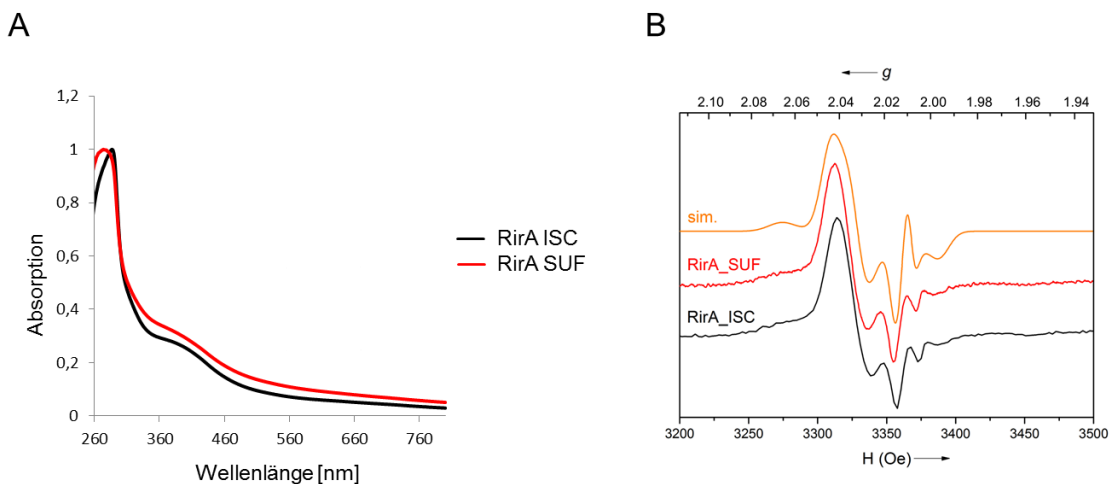 A
B
1,2
1
0,8
0,6
0,4
0,2
0
260
360
460
560
660
760
Absorption
Wellenlänge [nm]
RirA ISC
RirA SUF
g
2.10
2.08
2.06
2.04
2.02
2.00
1.98
1.96
1.94
sim.
RirA_SUF
RirA_ISC
3200
3250
3300
3350
3400
3450
3500
H (Oe)